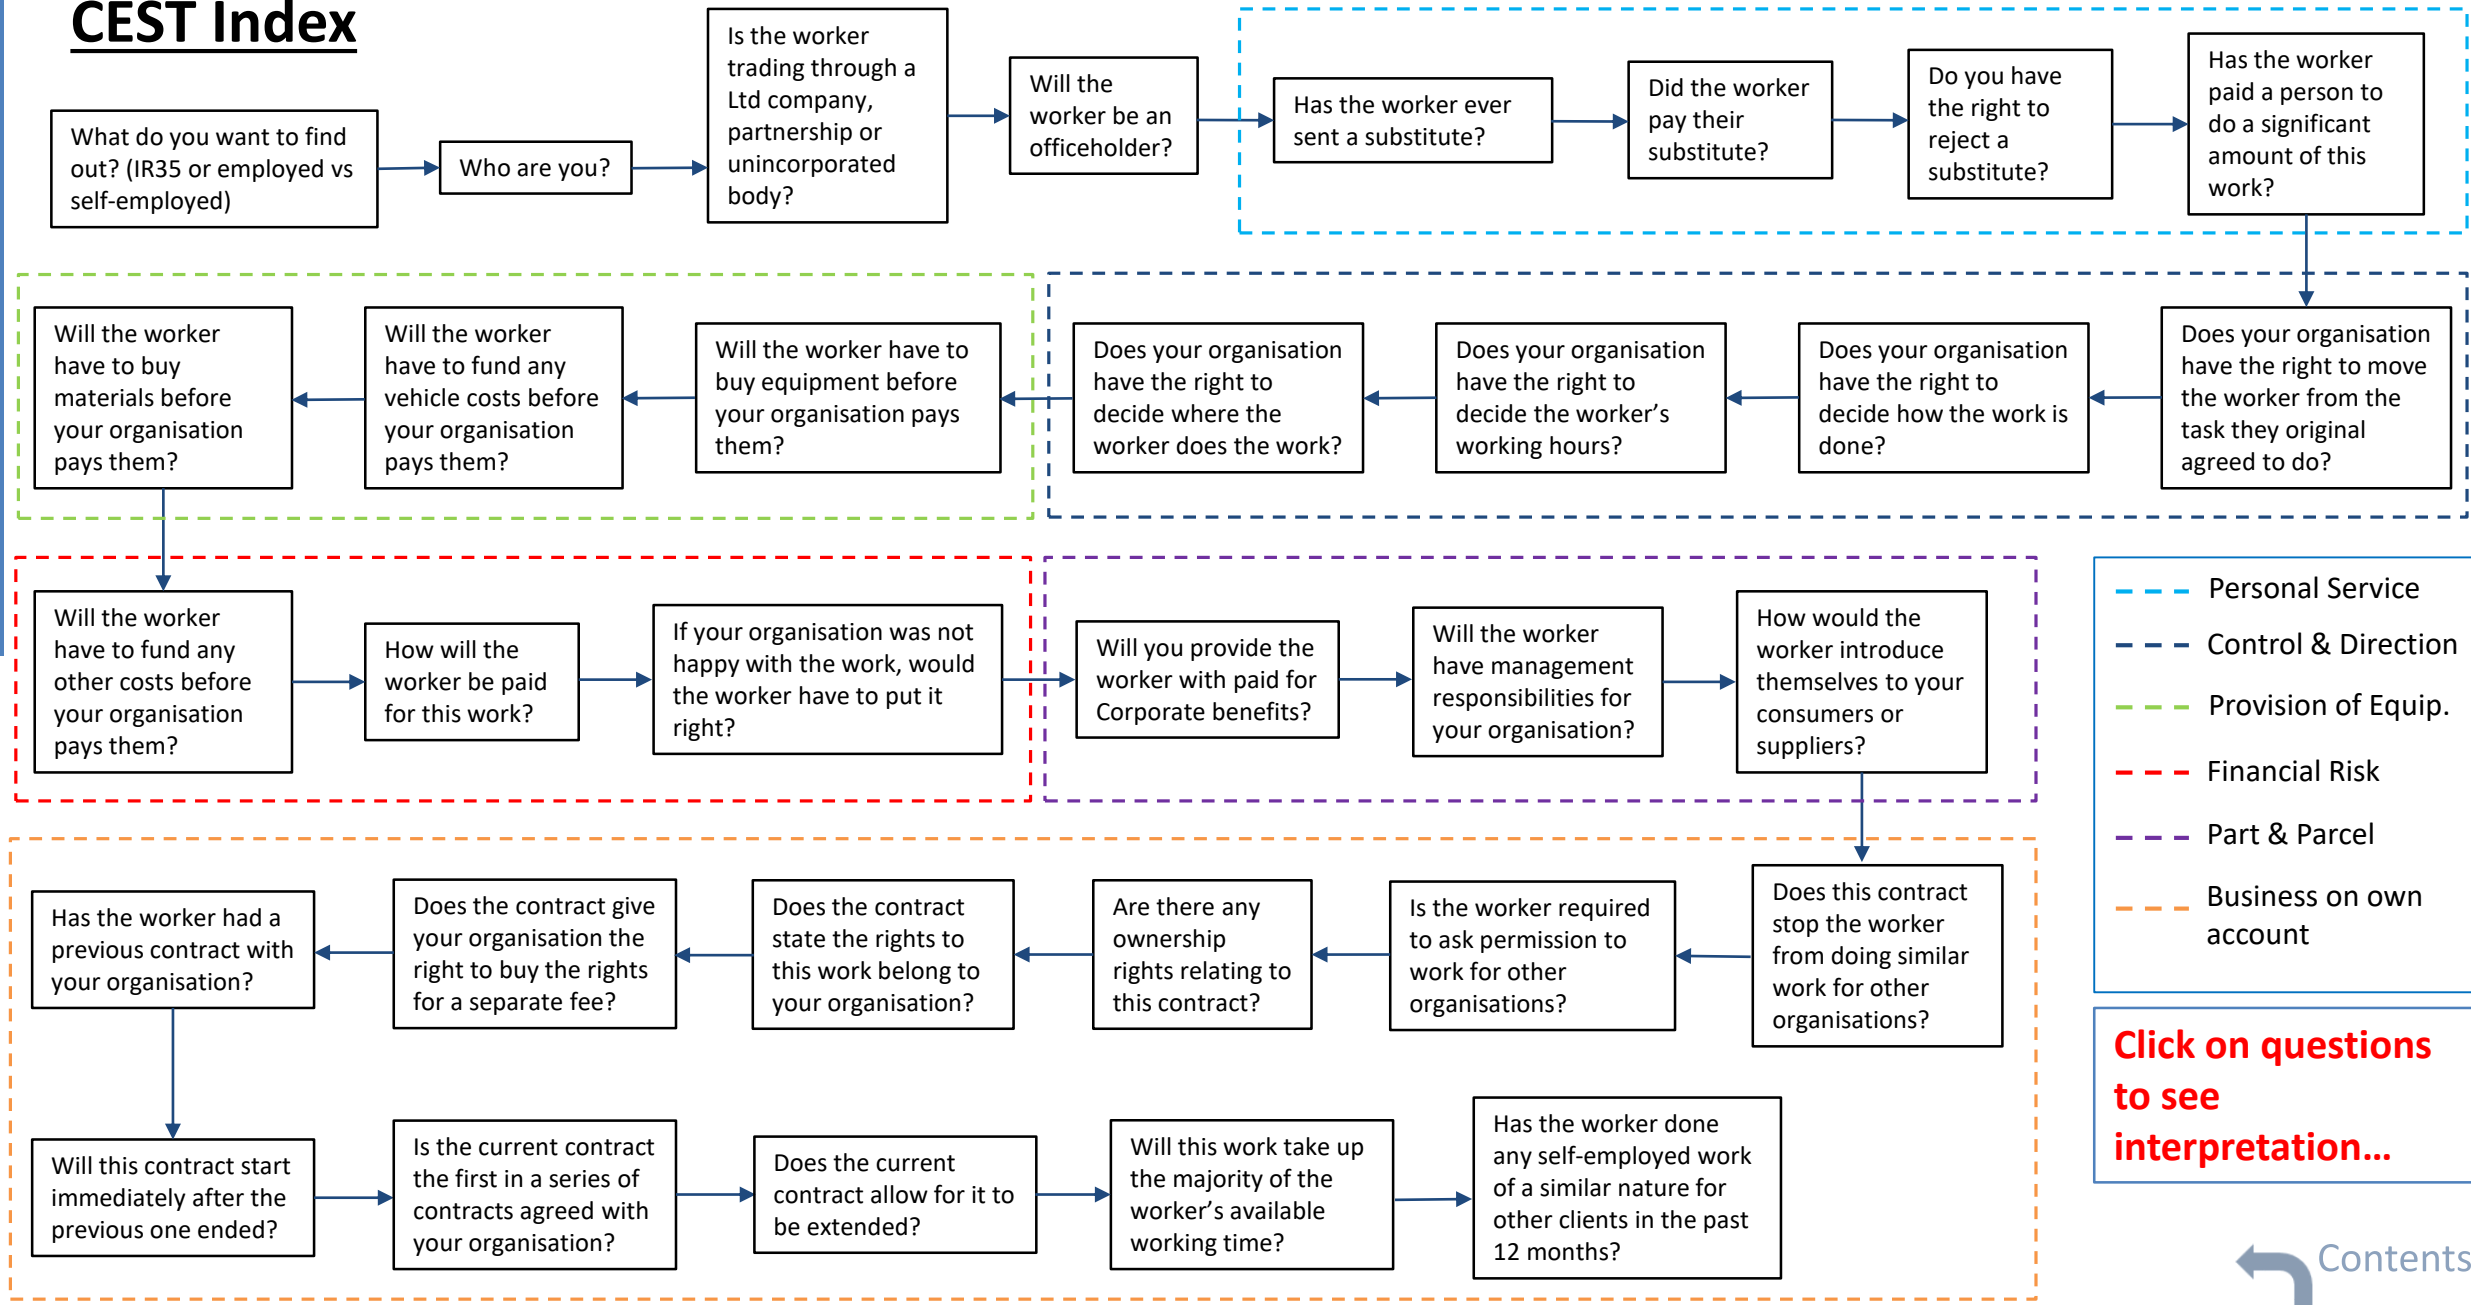 CEST Index
What do you want to find
out? (IR35 or employed vs
self-employed)
Who are you?
Is the worker
trading through a
Ltd company,
partnership or
unincorporated
body?
Will the
worker be an
officeholder?
Has the worker ever
sent a substitute?
Did the worker
pay their
substitute?
Do you have
the right to
reject a
substitute?
Has the worker
paid a person to
do a significant
amount of this
work?
Does your organisation
have the right to move
the worker from the
task they original
agreed to do?
Does your organisation
have the right to
decide how the work is
done?
Does your organisation
have the right to
decide the worker’s
working hours?
Does your organisation
have the right to
decide where the
worker does the work?
Will the worker have to
buy equipment before
your organisation pays
them?
Will the worker
have to fund any
vehicle costs before
your organisation
pays them?
Will the worker
have to buy
materials before
your organisation
pays them?
Will the worker
have to fund any
other costs before
your organisation
pays them?
How will the
worker be paid
for this work?
If your organisation was not
happy with the work, would
the worker have to put it
right?
Will you provide the
worker with paid for
Corporate benefits?
Will the worker
have management
responsibilities for
your organisation?
How would the
worker introduce
themselves to your
consumers or
suppliers?
Does this contract
stop the worker
from doing similar
work for other
organisations?
Is the worker required
to ask permission to
work for other
organisations?
Are there any
ownership
rights relating to
this contract?
Does the contract
state the rights to
this work belong to
your organisation?
Does the contract give
your organisation the
right to buy the rights
for a separate fee?
Has the worker had a
previous contract with
your organisation?
Will this contract start
immediately after the
previous one ended?
Is the current contract
the first in a series of
contracts agreed with
your organisation?
Does the current
contract allow for it to
be extended?
Will this work take up
the majority of the
worker’s available
working time?
Has the worker done
any self-employed work
of a similar nature for
other clients in the past
12 months?
Personal Service
Control & Direction
Provision of Equip.
Financial Risk
Part & Parcel
Business on own
account
Click on questions
to see
interpretation…
Contents